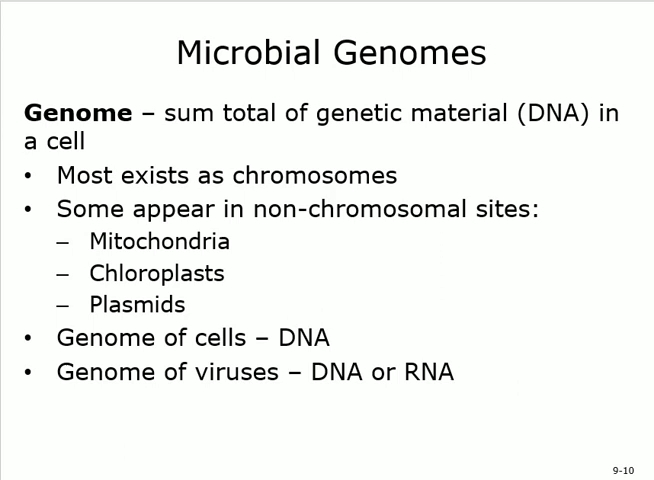 Microbial Genomes
Genome – sum total of genetic material (DNA) in
a cell
• Most exists as chromosomes
• Some appear in non-chromosomal sites:
– Mitochondria
– Chloroplasts
– Plasmids
• Genome of cells – DNA
• Genome of viruses – DNA or RNA
9-10